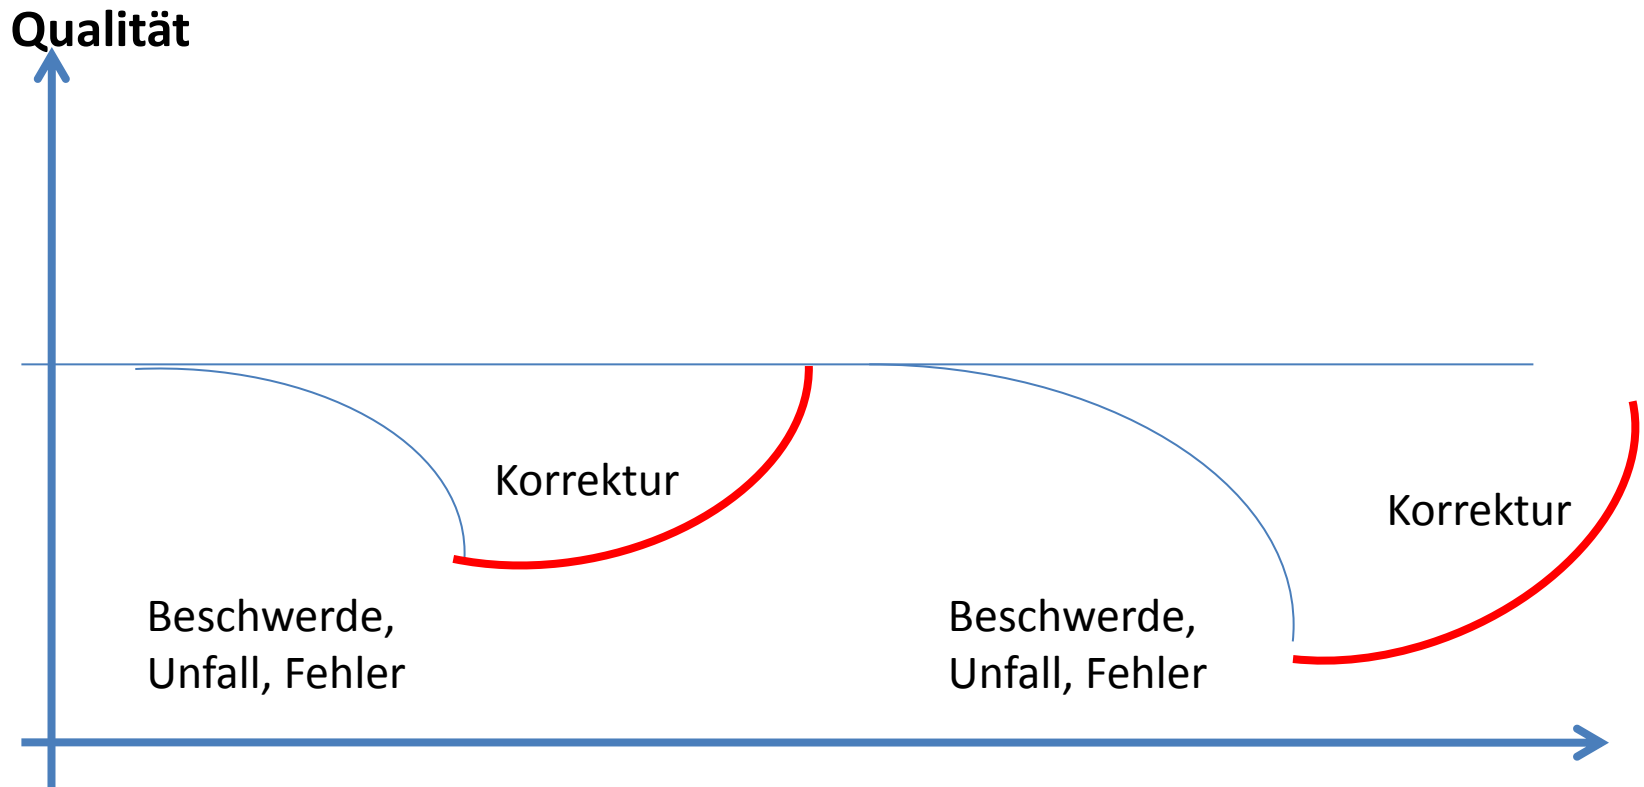 Qualität
Korrektur
Korrektur
Beschwerde,
Unfall, Fehler
Beschwerde,
Unfall, Fehler